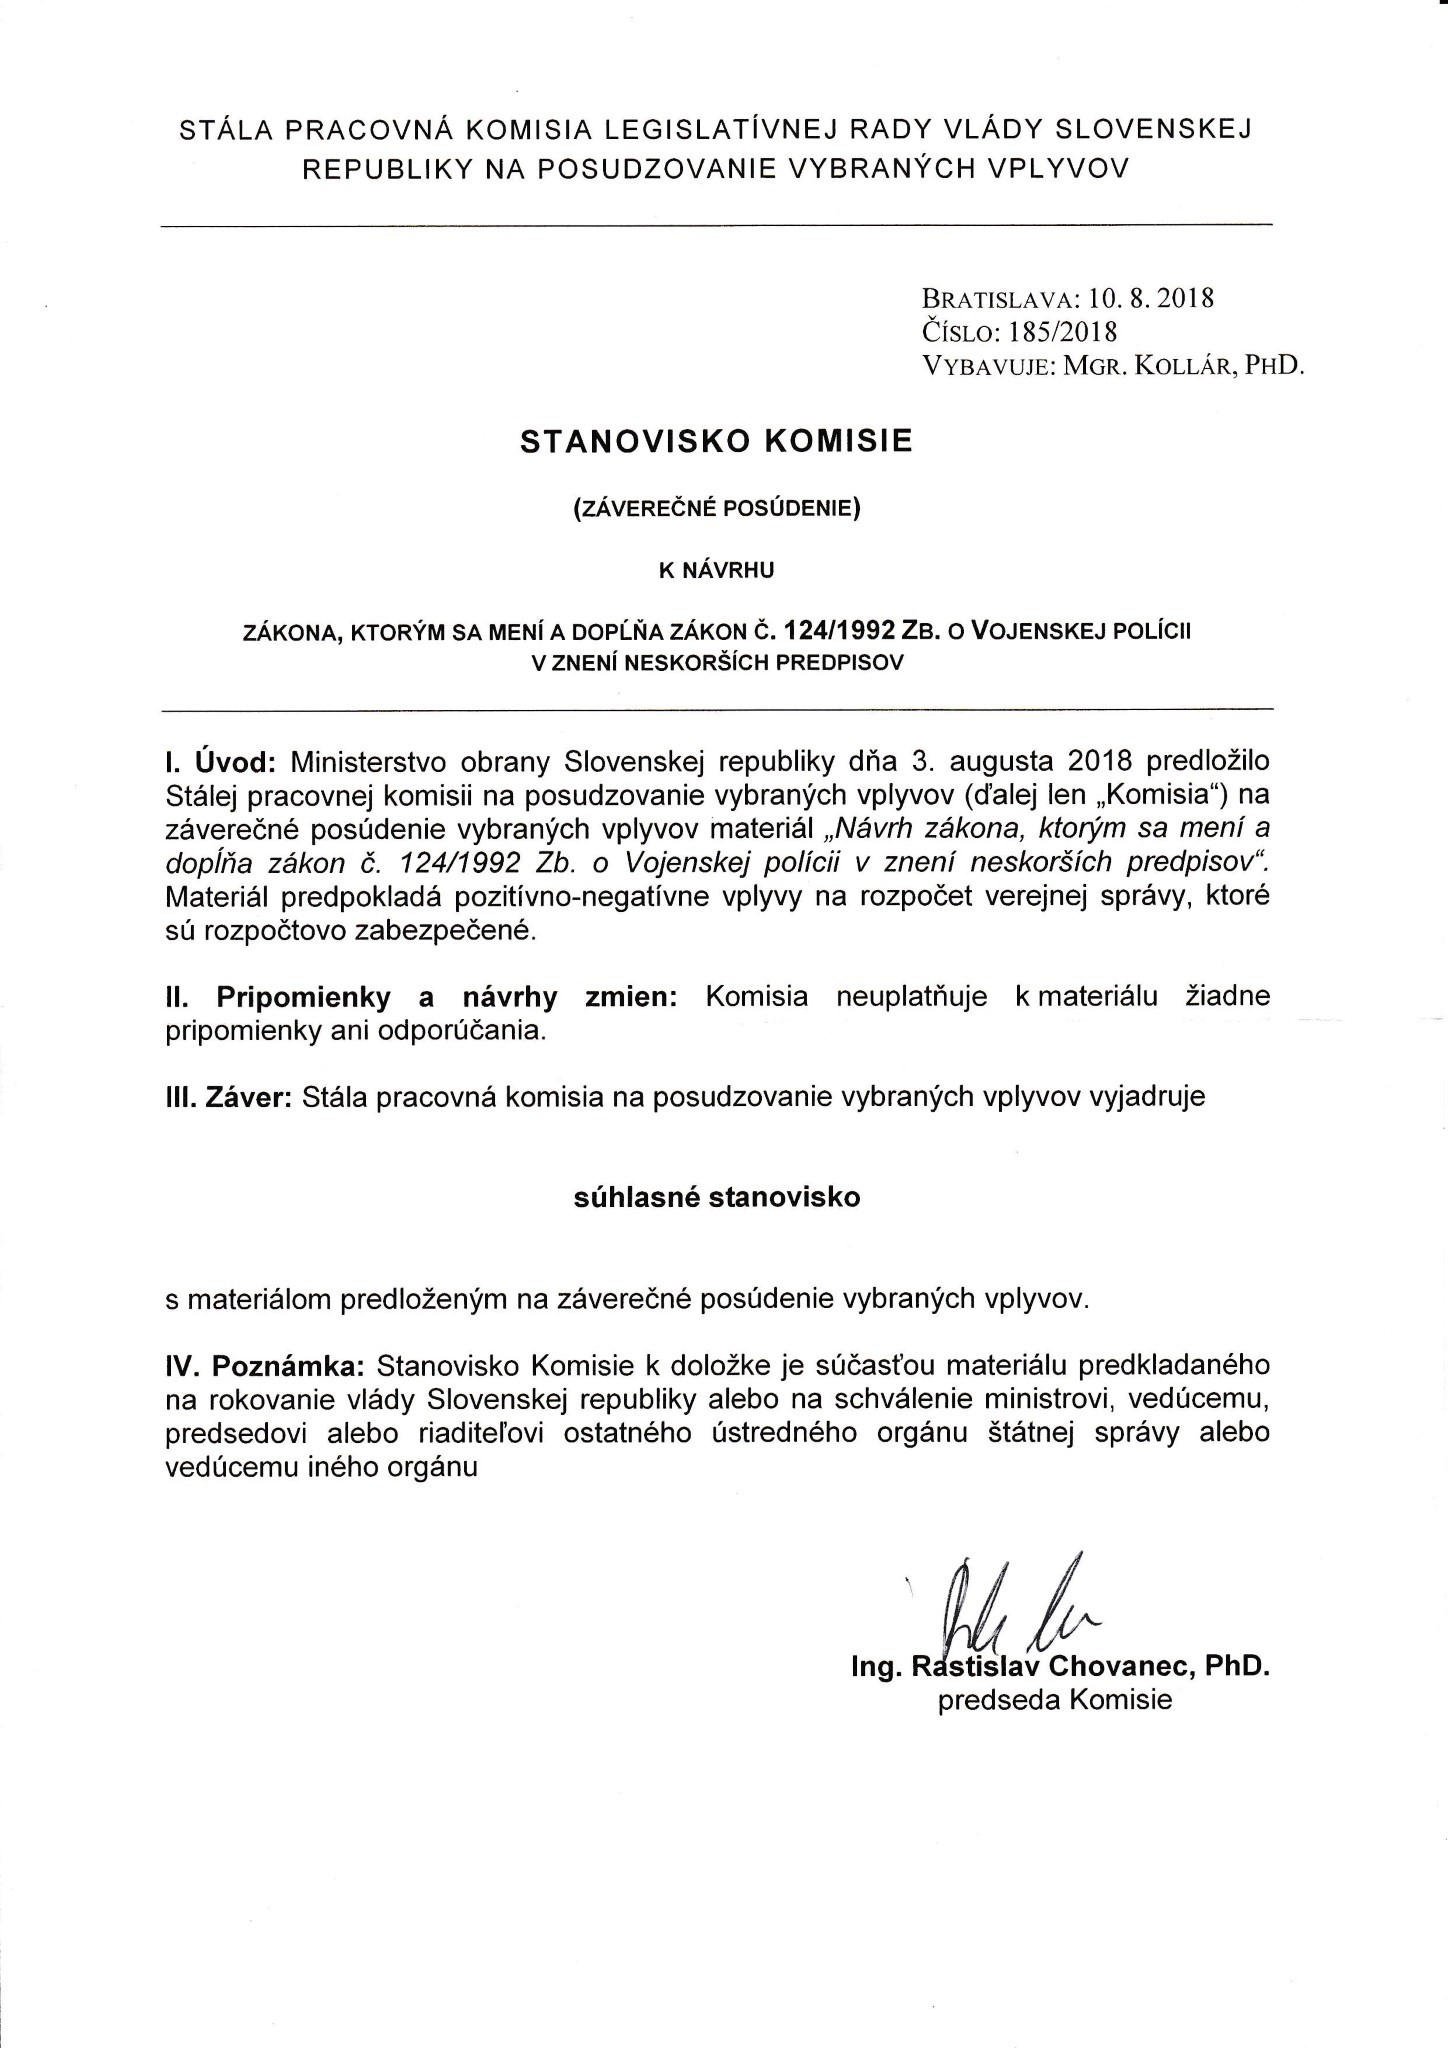 STÁLA PRACOVNÁ KOMISIA LEGISLATÍVNEJ RADY VLÁDY SLOVENSKEJ
REPUBLIKY NA POSUDZOVANIE VYBRANÝCH VPLYVOV
BRATISLAVA: 10. 8. 2018
ČÍSLO: 185/2018
VYBAVUJE: MGR. KOLLÁR, PHD.
STANOVISKO KOMISIE
(ZÁVEREČNÉ POSÚDENIE)
K NÁVRHU
ZÁKONA, KTORÝM SA MENÍ A DOPĹŇA ZÁKON Č. 124/1992 ZB. O VOJENSKEJ POLÍCII
V ZNENÍ NESKORŠÍCH PREDPISOV
I. Úvod: Ministerstvo obrany Slovenskej republiky dňa 3. augusta 2018 predložilo
Stálej pracovnej komisii na posudzovanie vybraných vplyvov (ďalej len „Komisia“) na
záverečné posúdenie vybraných vplyvov materiál „Návrh zákona, ktorým sa mení a
dopĺňa zákon č. 124/1992 Zb. o Vojenskej polícii v znení neskorších predpisov“.
Materiál predpokladá pozitívno-negatívne vplyvy na rozpočet verejnej správy, ktoré
sú rozpočtovo zabezpečené.
II. Pripomienky a návrhy zmien: Komisia neuplatňuje k materiálu žiadne
pripomienky ani odporúčania.
III. Záver: Stála pracovná komisia na posudzovanie vybraných vplyvov vyjadruje
súhlasné stanovisko
s materiálom predloženým na záverečné posúdenie vybraných vplyvov.
IV. Poznámka: Stanovisko Komisie k doložke je súčasťou materiálu predkladaného
na rokovanie vlády Slovenskej republiky alebo na schválenie ministrovi, vedúcemu,
predsedovi alebo riaditeľovi ostatného ústredného orgánu štátnej správy alebo
vedúcemu iného orgánu
Ing. Rastislav Chovanec, PhD.
predseda Komisie